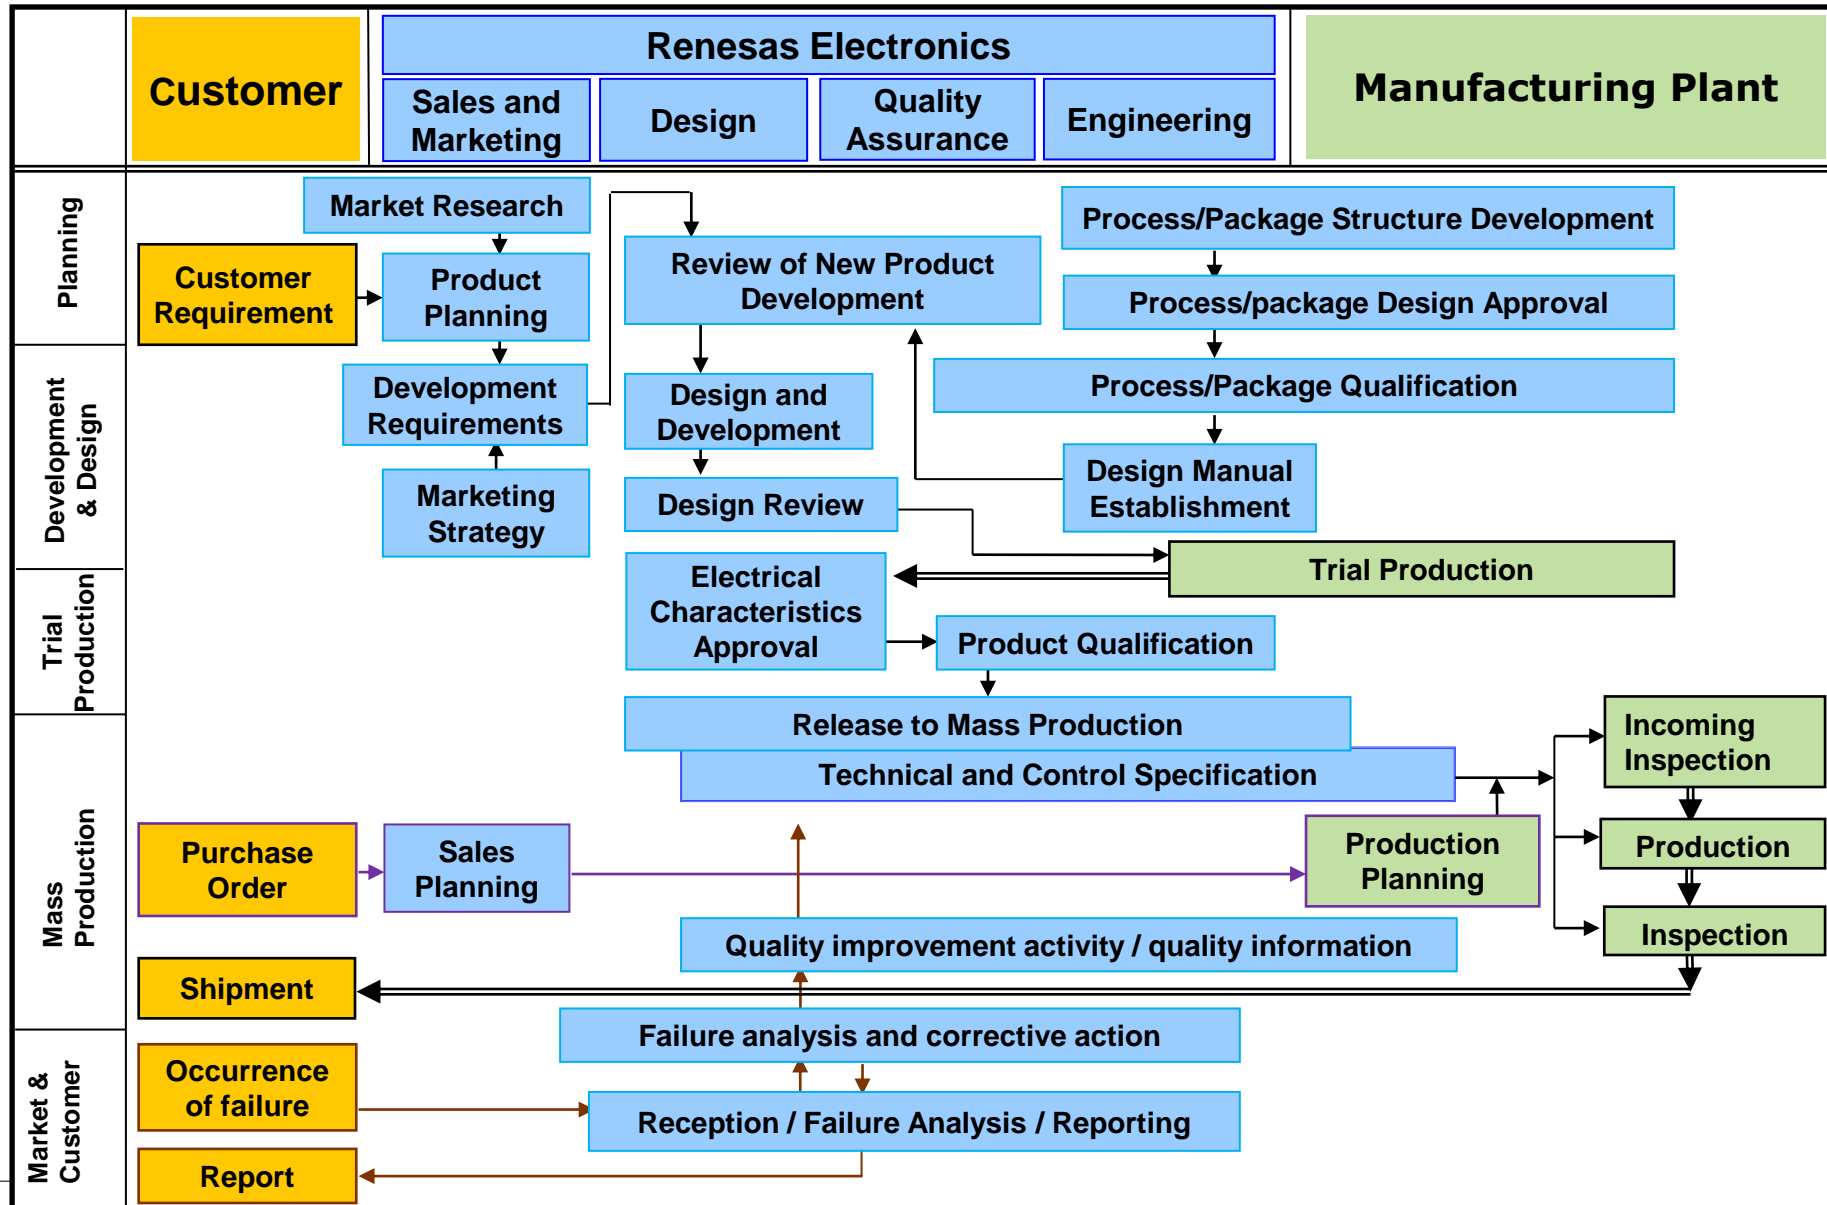 Customer
Renesas Electronics
Sales and
Marketing
Design
Quality
Assurance
Engineering
Manufacturing Plant
Planning
Market Research
Customer
Requirement
Product
Planning
Review of New Product
Development
Process/Package Structure Development
Process/package Design Approval
Development
& Design
Development
Requirements
Marketing
Strategy
Design and
Development
Design Review
Process/Package Qualification
Design Manual
Establishment
Trial Production
Trial
Production
Electrical
Characteristics
Approval
Product Qualification
Mass
Production
Release to Mass Production
Technical and Control Specification
Incoming
Inspection
Purchase
Order
Sales
Planning
Production
Planning
Production
Quality improvement activity / quality information
Inspection
Shipment
Market &
Customer
Failure analysis and corrective action
Occurrence
of failure
Reception / Failure Analysis / Reporting
Report